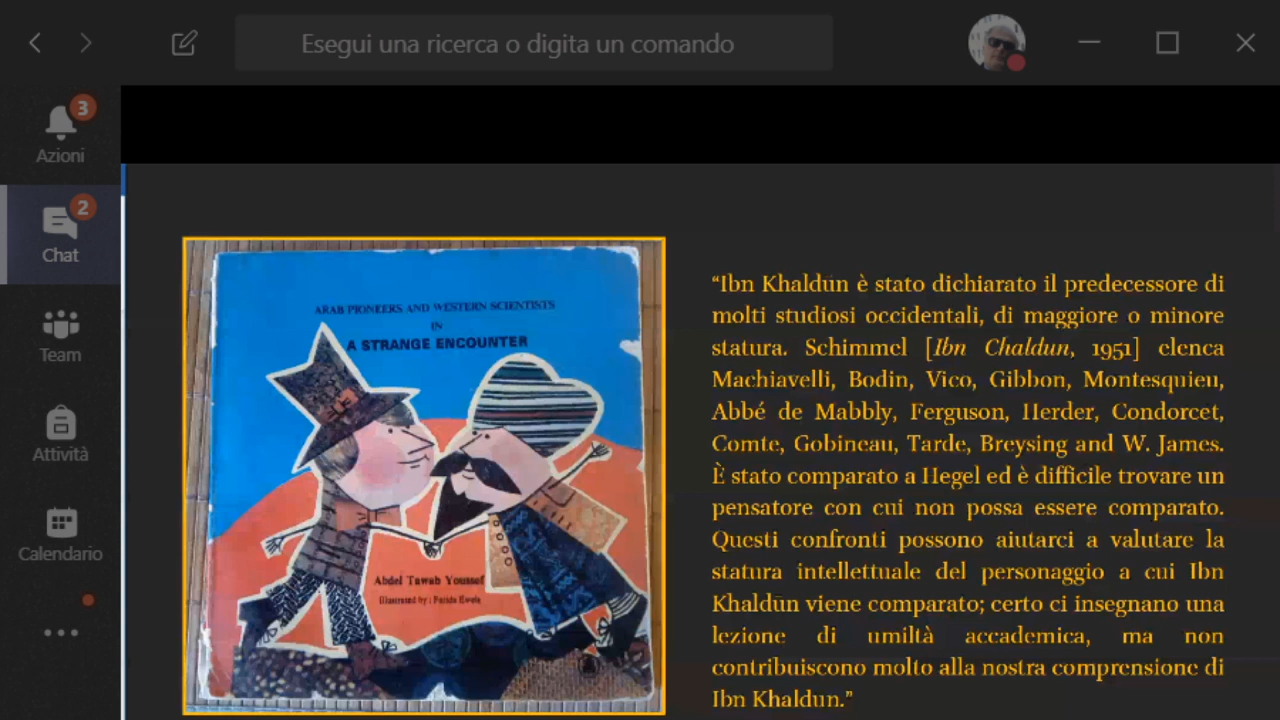 Esegui una ricerca o digita un comando
3
Azioni
2
Chat
Team
Attività
Calendario
ARAB PIONEERS AND WESTERN SCIENTISTS
IN
A STRANGE ENCOUNTER
Abdel Tawab Youssef
Illustrated by : Farida Eweis
“Ibn Khaldūn è stato dichiarato il predecessore di
molti studiosi occidentali, di maggiore o minore
statura. Schimmel [Ibn Chaldun, 1951] elenca
Machiavelli, Bodin, Vico, Gibbon, Montesquieu,
Abbé de Mabbly, Ferguson, Herder, Condorcet,
Comte, Gobineau, Tarde, Breysing and W. James.
È stato comparato a Hegel ed è difficile trovare un
pensatore con cui non possa essere comparato.
Questi confronti possono aiutarci a valutare la
statura intellettuale del personaggio a cui Ibn
Khaldūn viene comparato; certo ci insegnano una
lezione di umiltà accademica, ma non
contribuiscono molto alla nostra comprensione di
Ibn Khaldun.”